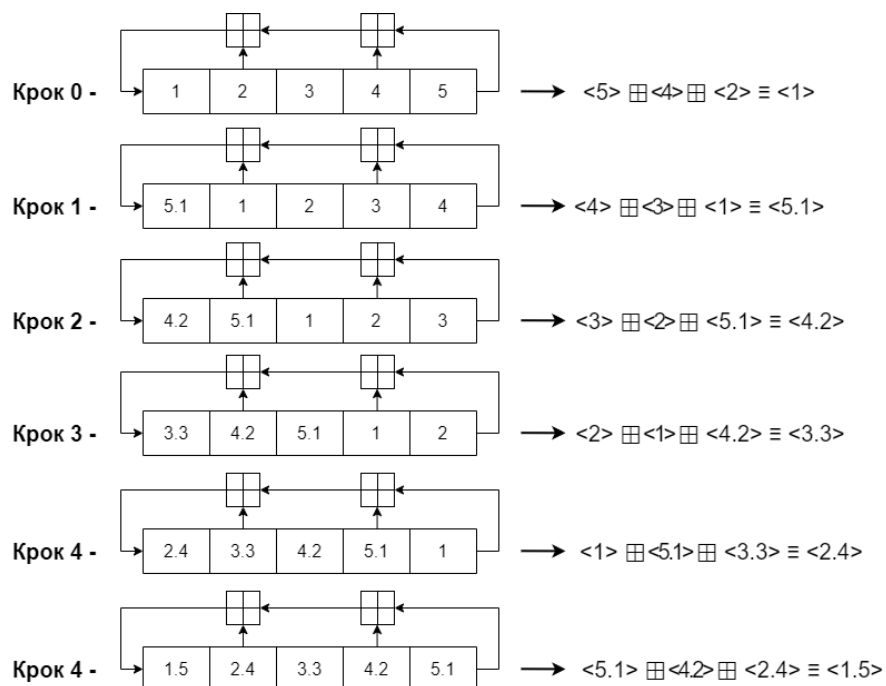 Крок 0 - 1 2 3 4 5 <5> ⊞ <4> ⊞ <2> ≡ <1>
Крок 1 - 5.1 1 2 3 4 <4> ⊞ <3> ⊞ <1> ≡ <5.1>
Крок 2 - 4.2 5.1 1 2 3 <3> ⊞ <2> ⊞ <5.1> ≡ <4.2>
Крок 3 - 3.3 4.2 5.1 1 2 <2> ⊞ <1> ⊞ <4.2> ≡ <3.3>
Крок 4 - 2.4 3.3 4.2 5.1 1 <1> ⊞ <5.1> ⊞ <3.3> ≡ <2.4>
Крок 4 - 1.5 2.4 3.3 4.2 5.1 <5.1> ⊞ <4.2> ⊞ <2.4> ≡ <1.5>